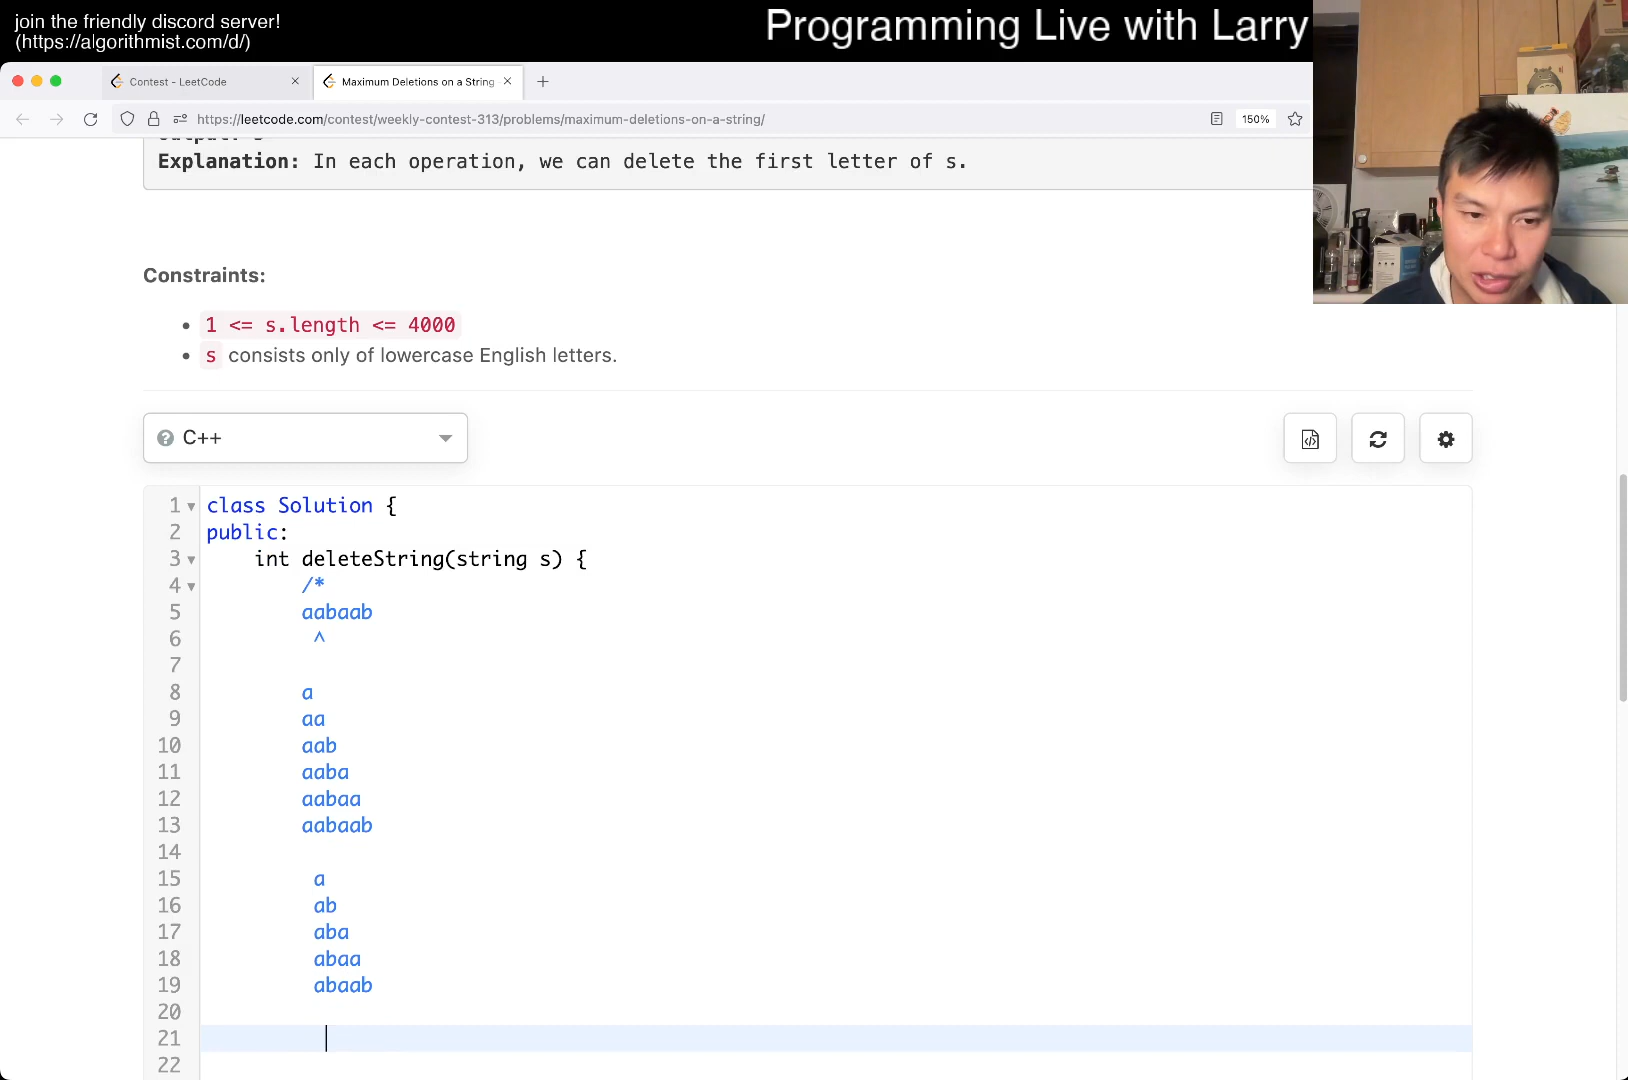 join the friendly discord server!
(https://algorithmist.com/d/)
Programming Live with Larry
Contest - LeetCode
Maximum Deletions on a String
https://leetcode.com/contest/weekly-contest-313/problems/maximum-deletions-on-a-string/
150%
Explanation: In each operation, we can delete the first letter of s.
Constraints:
1 <= s.length <= 4000
s consists only of lowercase English letters.
C++
1 class Solution {
2 public:
3 int deleteString(string s) {
4 /*
5 aabaab
6 ^
7
8 a
9 aa
10 aab
11 aaba
12 aabaa
13 aabaab
14
15 a
16 ab
17 aba
18 abaa
19 abaab
20
21
22